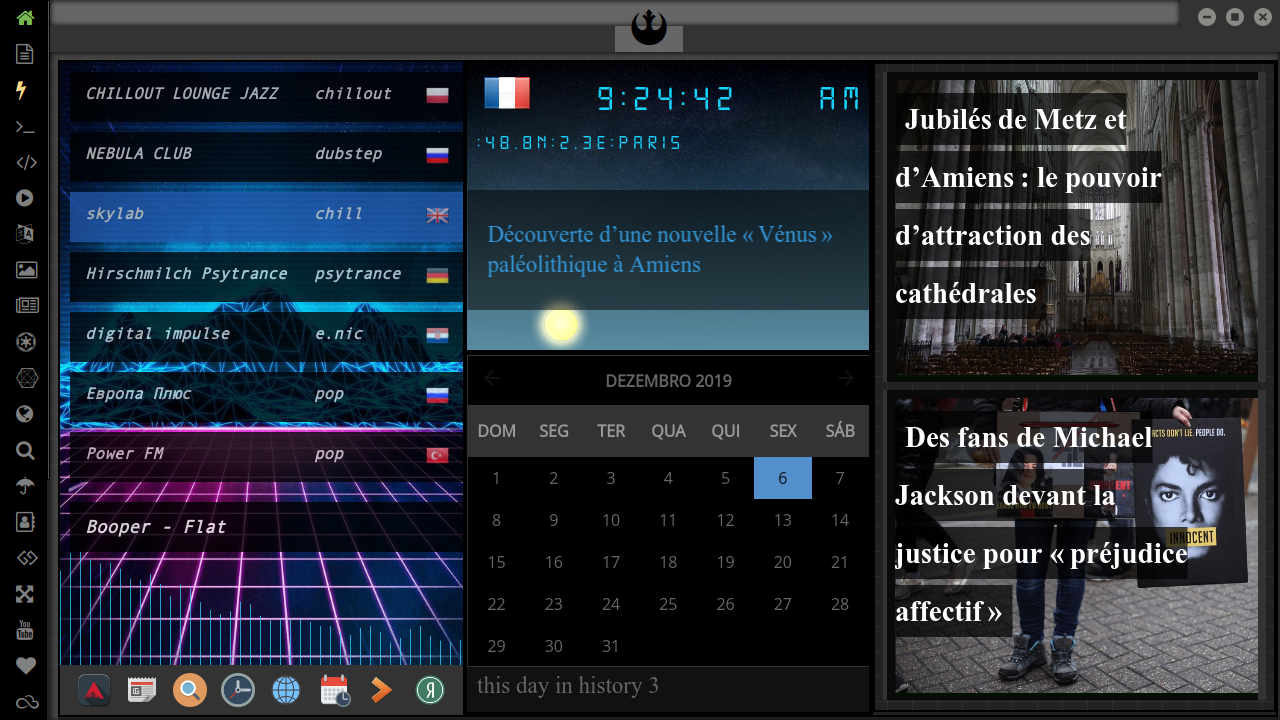 CHILLOUT LOUNGE JAZZ chillout
NEBULA CLUB dubstep
skylab chill
Hirschmilch Psytrance psytrance
digital impulse e.nic
Европа Плюс pop
Power FM pop
Booper - Flat
9:24:42 AM
:48.8N:2.3E:PARIS
Découverte d’une nouvelle « Vénus »
paléolithique à Amiens
DEZEMBRO 2019
DOM SEG TER QUA QUI SEX SÁB
1 2 3 4 5 6 7
8 9 10 11 12 13 14
15 16 17 18 19 20 21
22 23 24 25 26 27 28
29 30 31
this day in history 3
Jubilés de Metz et
d’Amiens : le pouvoir
d’attraction des
cathédrales
Des fans de Michael
Jackson devant la
justice pour « préjudice
affectif »
ACTS DON'T LIE. PEOPLE DO.
INNOCENT
You
Tube
Я